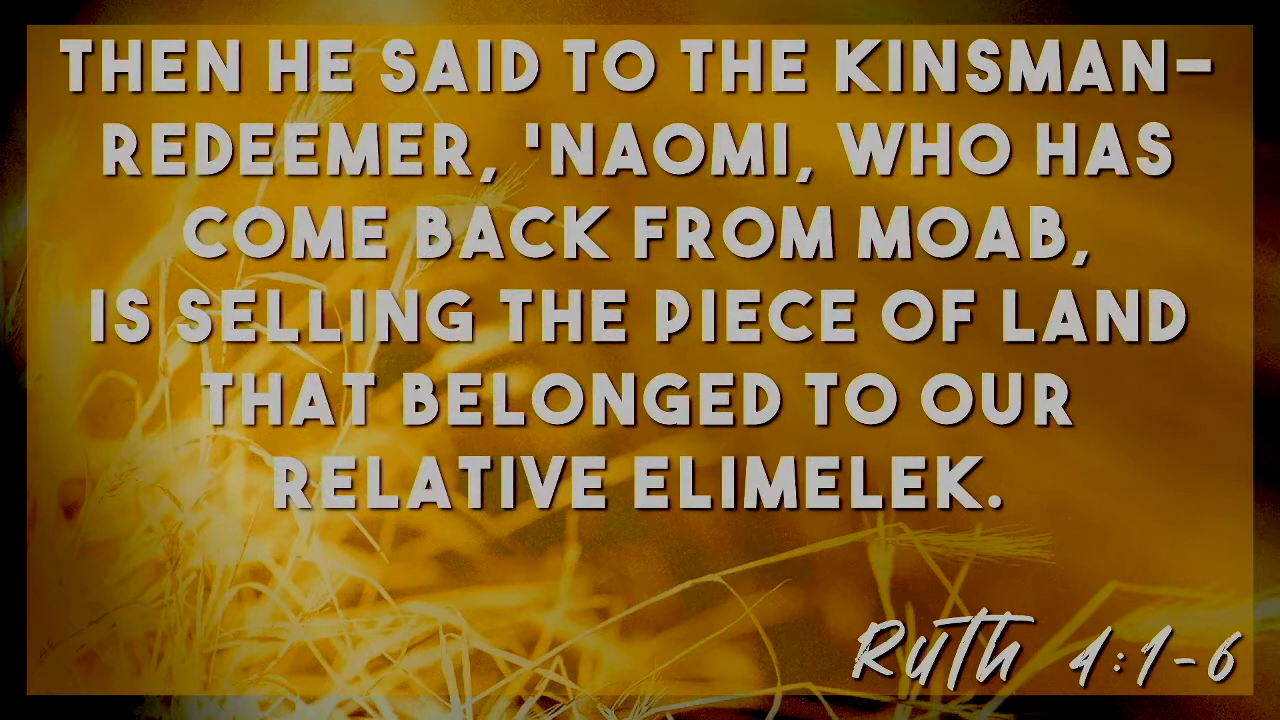 THEN HE SAID TO THE KINSMAN-
REDEEMER, 'NAOMI, WHO HAS
COME BACK FROM MOAB,
IS SELLING THE PIECE OF LAND
THAT BELONGED TO OUR
RELATIVE ELIMELEK.
RUTH 4:1-6